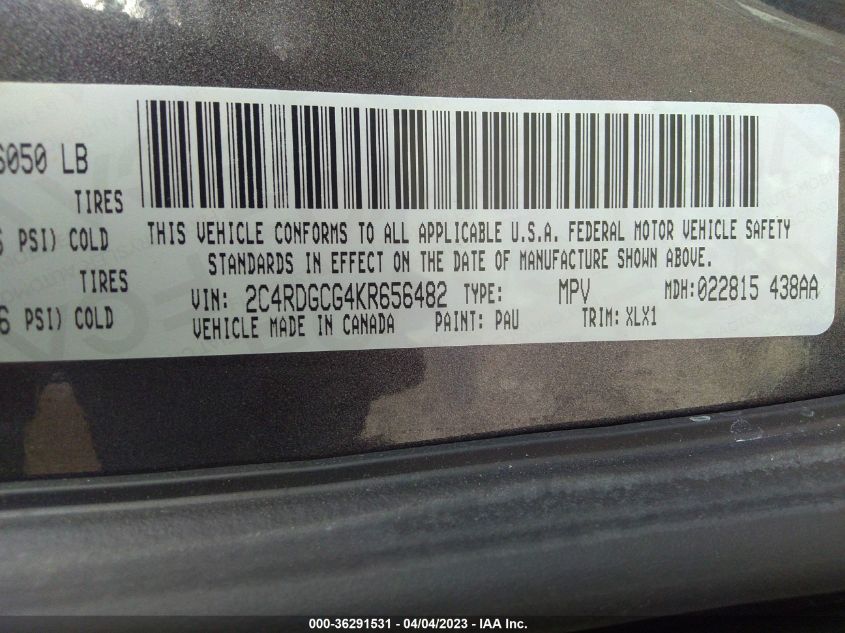 6050 LB
TIRES
PSI) COLD
THIS VEHICLE CONFORMS TO ALL APPLICABLE U.S.A. FEDERAL MOTOR VEHICLE SAFETY
STANDARDS IN EFFECT ON THE DATE OF MANUFACTURE SHOWN ABOVE.
TIRES
VIN: 2C4RDGCG4KR656482 TYPE: MPV MDH:022815 438AA
6 PSI) COLD
VEHICLE MADE IN CANADA PAINT: PAU TRIM: XLX1
000-36291531 - 04/04/2023 - IAA Inc.